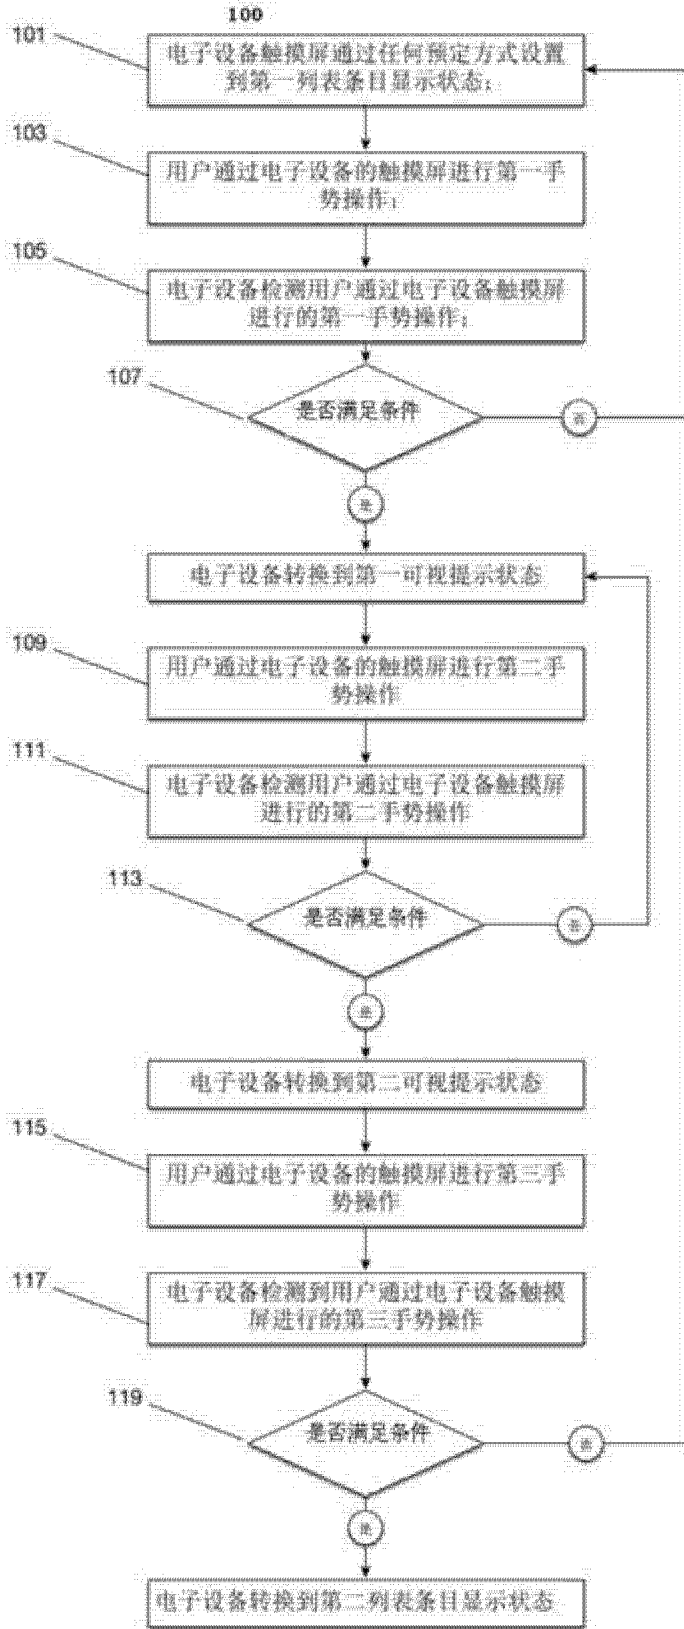 100
101
电子设备触摸屏通过任何预定方式设置
到第一列表条目显示状态;
103
用户通过电子设备的触摸屏进行第一手
势操作;
105
电子设备检测用户通过电子设备触摸屏
进行的第一手势操作;
107
是否满足条件
否
是
电子设备转换到第一可视提示状态
109
用户通过电子设备的触摸屏进行第二手
势操作
111
电子设备检测用户通过电子设备触摸屏
进行的第二手势操作
113
是否满足条件
否
是
电子设备转换到第二可视提示状态
115
用户通过电子设备的触摸屏进行第三手
势操作
117
电子设备检测到用户通过电子设备触摸
屏进行的第三手势操作
119
是否满足条件
否
是
电子设备转换到第二列表条目显示状态